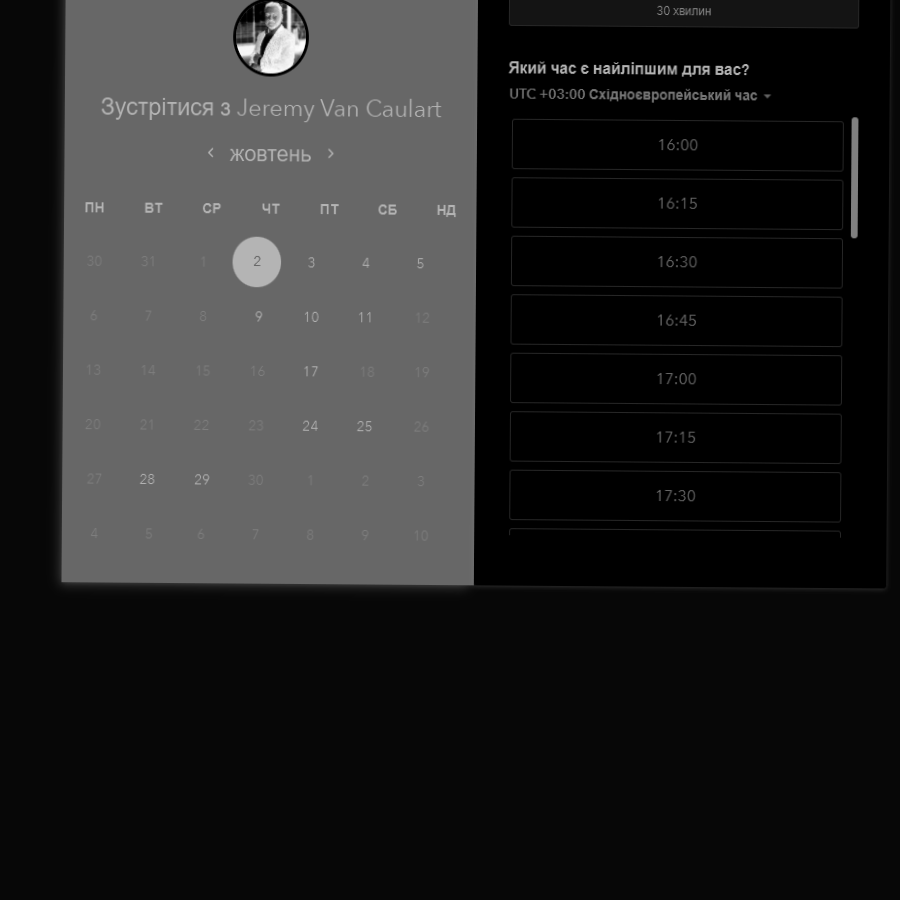 Зустрітися з Jeremy Van Caulart
‹ жовтень ›
ПН ВТ СР ЧТ ПТ СБ НД
30 31 1 2 3 4 5
6 7 8 9 10 11 12
13 14 15 16 17 18 19
20 21 22 23 24 25 26
27 28 29 30 1 2 3
4 5 6 7 8 9 10
30 хвилин
Який час є найліпшим для вас?
UTC +03:00 Східноєвропейський час
16:00
16:15
16:30
16:45
17:00
17:15
17:30